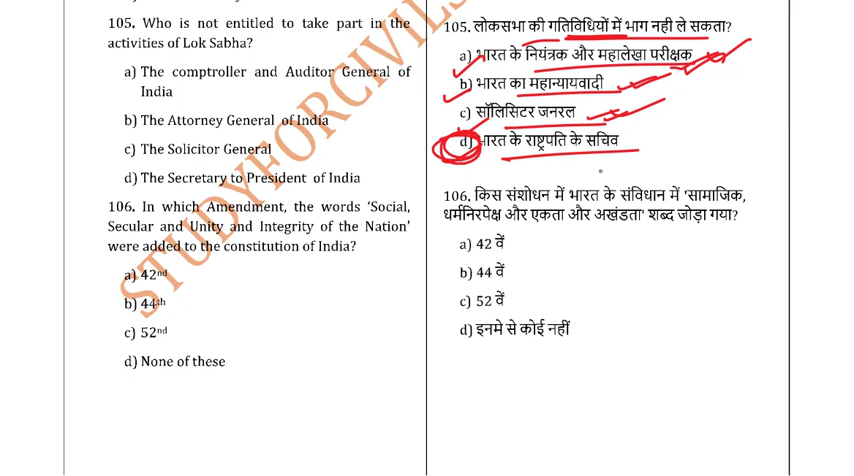 105. Who is not entitled to take part in the
activities of Lok Sabha?
a) The comptroller and Auditor General of
India
b) The Attorney General of India
c) The Solicitor General
d) The Secretary to President of India
106. In which Amendment, the words ‘Social,
Secular and Unity and Integrity of the Nation’
were added to the constitution of India?
a) 42nd
b) 44th
c) 52nd
d) None of these
STUDYFORCIVILS
105. लोकसभा की गतिविधियों में भाग नही ले सकता?
a) भारत के नियंत्रक और महालेखा परीक्षक
b) भारत का महान्यायवादी
c) सॉलिसिटर जनरल
d) भारत के राष्ट्रपति के सचिव
106. किस संशोधन में भारत के संविधान में 'सामाजिक,
धर्मनिरपेक्ष और एकता और अखंडता' शब्द जोड़ा गया?
a) 42 वें
b) 44 वें
c) 52 वें
d) इनमे से कोई नहीं